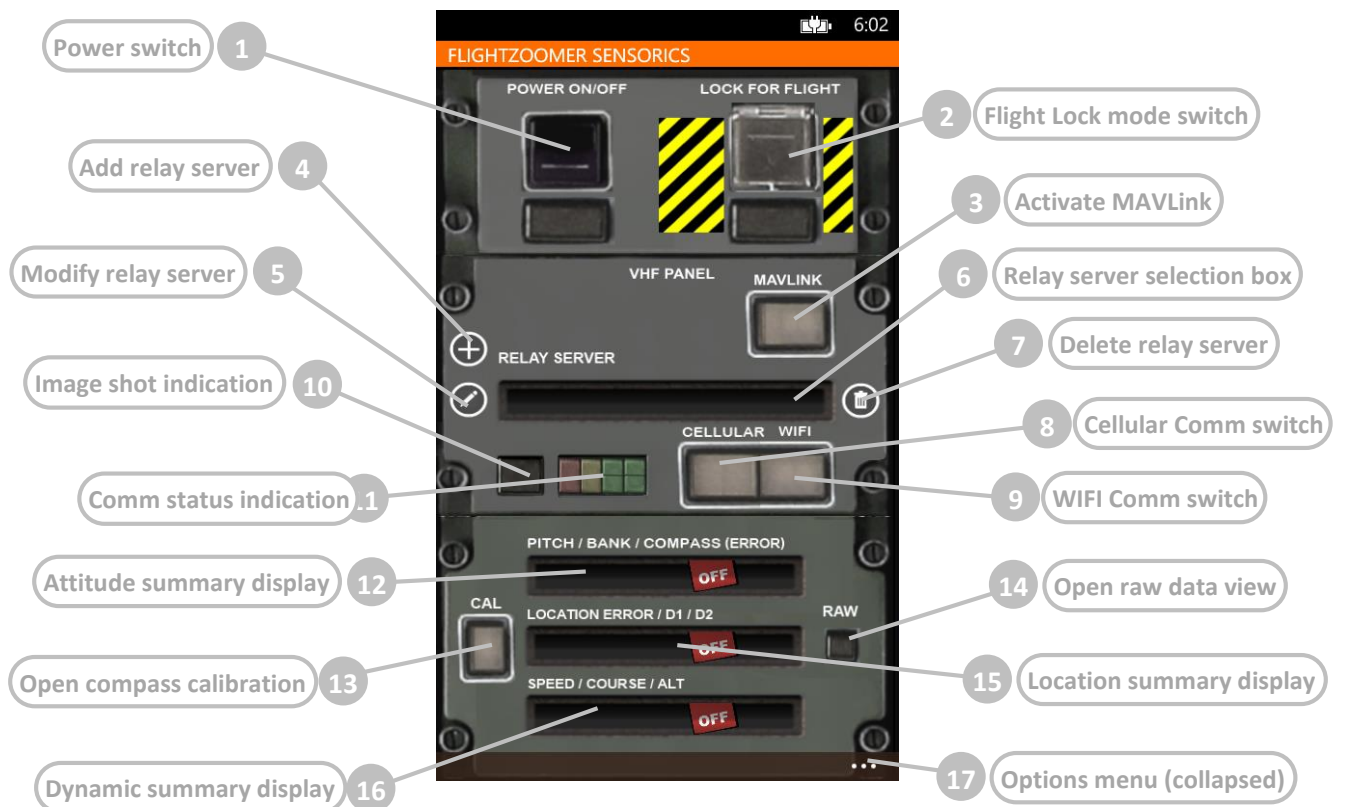 6:02
FLIGHTZOOMER SENSORICS
Power switch 1
POWER ON/OFF LOCK FOR FLIGHT
2 Flight Lock mode switch
Add relay server 4
3 Activate MAVLink
Modify relay server 5
VHF PANEL
MAVLINK
6 Relay server selection box
RELAY SERVER
7 Delete relay server
Image shot indication 10
CELLULAR WIFI
8 Cellular Comm switch
Comm status indication 11
9 WIFI Comm switch
PITCH / BANK / COMPASS (ERROR)
OFF
Attitude summary display 12
14 Open raw data view
CAL
LOCATION ERROR / D1 / D2
RAW
OFF
Open compass calibration 13
SPEED / COURSE / ALT
15 Location summary display
OFF
Dynamic summary display 16
17 Options menu (collapsed)